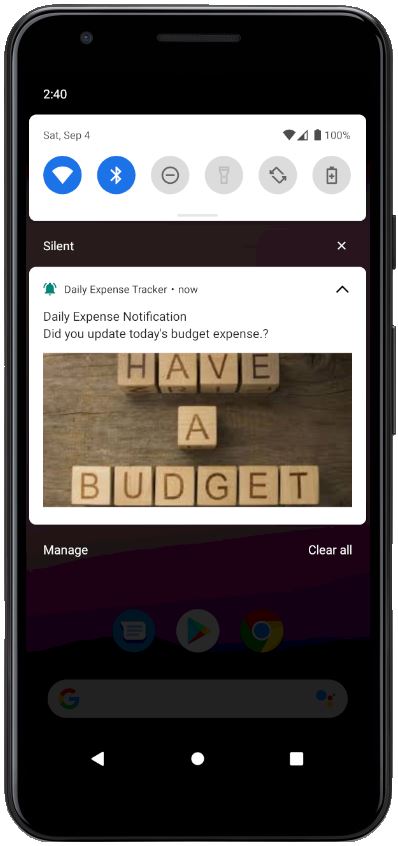 2:40
Sat, Sep 4 100%
Silent
Daily Expense Tracker • now
Daily Expense Notification
Did you update today's budget expense.?
HAVE
A
BUDGET
Manage Clear all